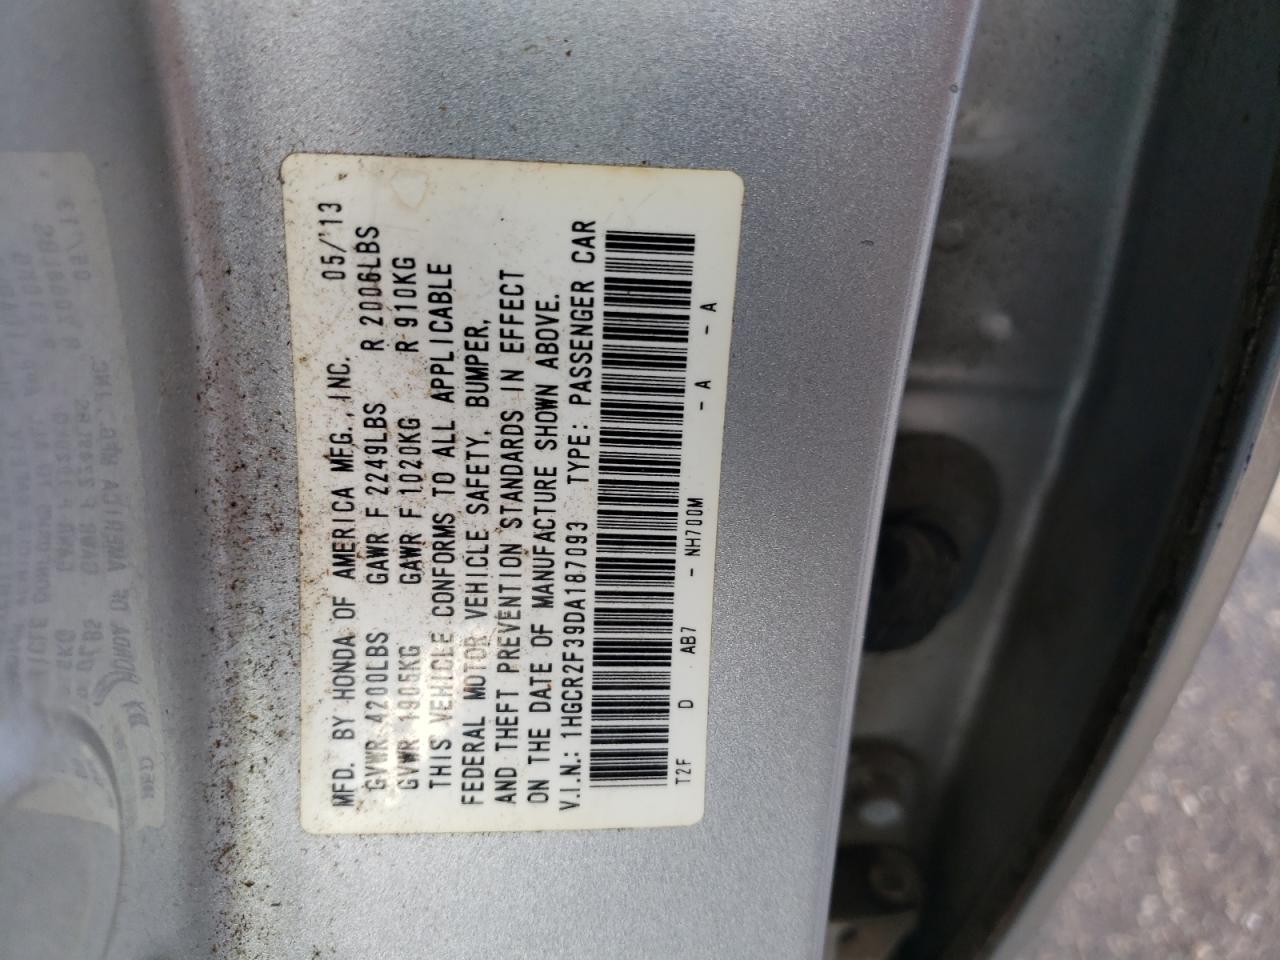 MFD. BY HONDA OF AMERICA MFG., INC. 05/'13
GVWR 4200LBS GAWR F 2249LBS R 2006LBS
GVWR 1905KG GAWR F 1020KG R 910KG
THIS VEHICLE CONFORMS TO ALL APPLICABLE
FEDERAL MOTOR VEHICLE SAFETY, BUMPER,
AND THEFT PREVENTION STANDARDS IN EFFECT
ON THE DATE OF MANUFACTURE SHOWN ABOVE.
V.I.N.: 1HGCR2F39DA187093 TYPE: PASSENGER CAR
T2F D AB7 - NH700M - A - A